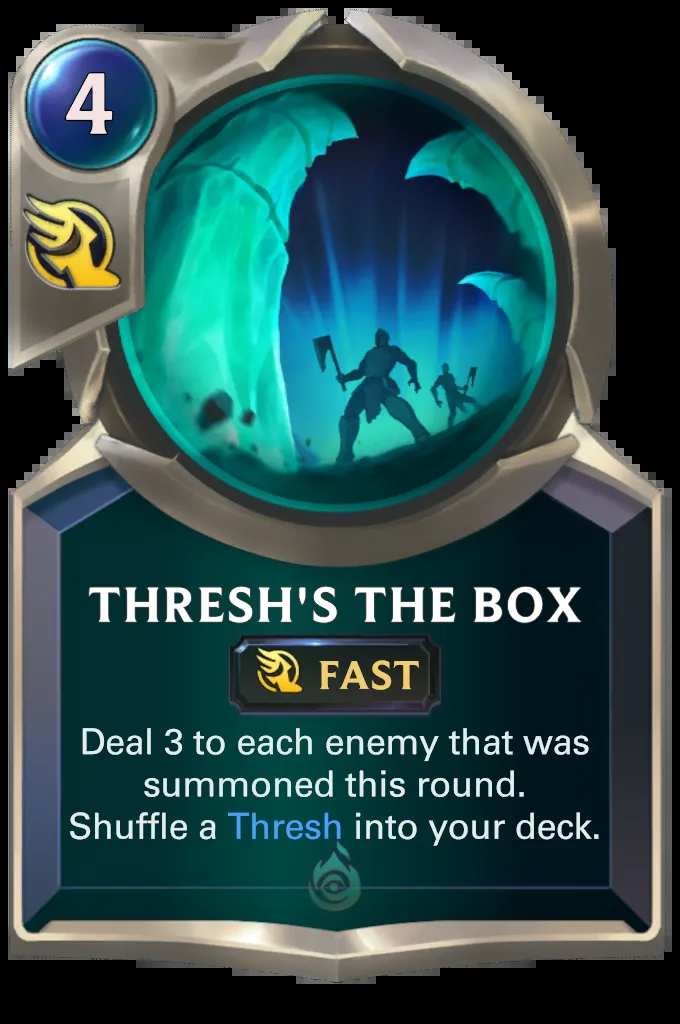 4
THRESH'S THE BOX
FAST
Deal 3 to each enemy that was
summoned this round.
Shuffle a Thresh into your deck.